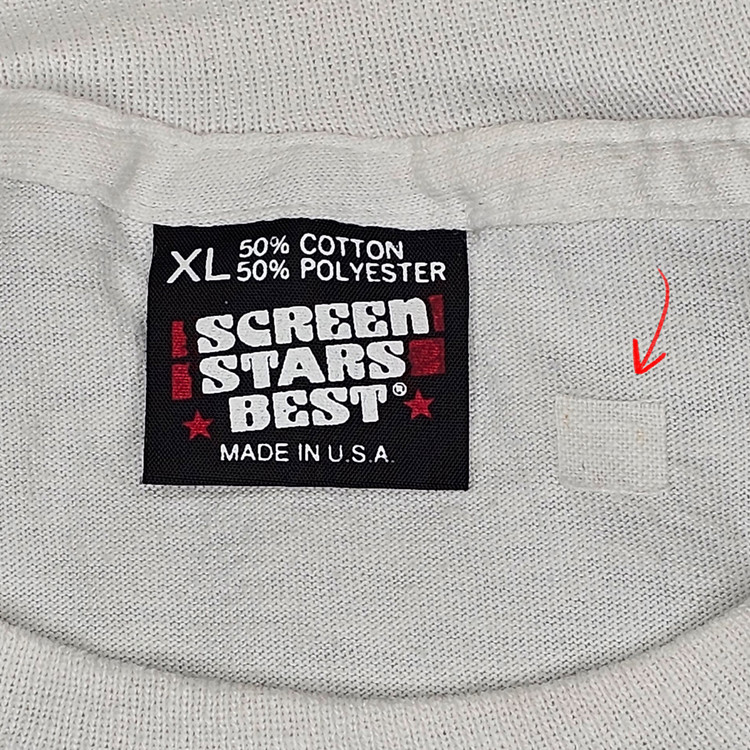 XL 50% COTTON
50% POLYESTER
SCREEN
STARS
BEST®
MADE IN U.S.A.